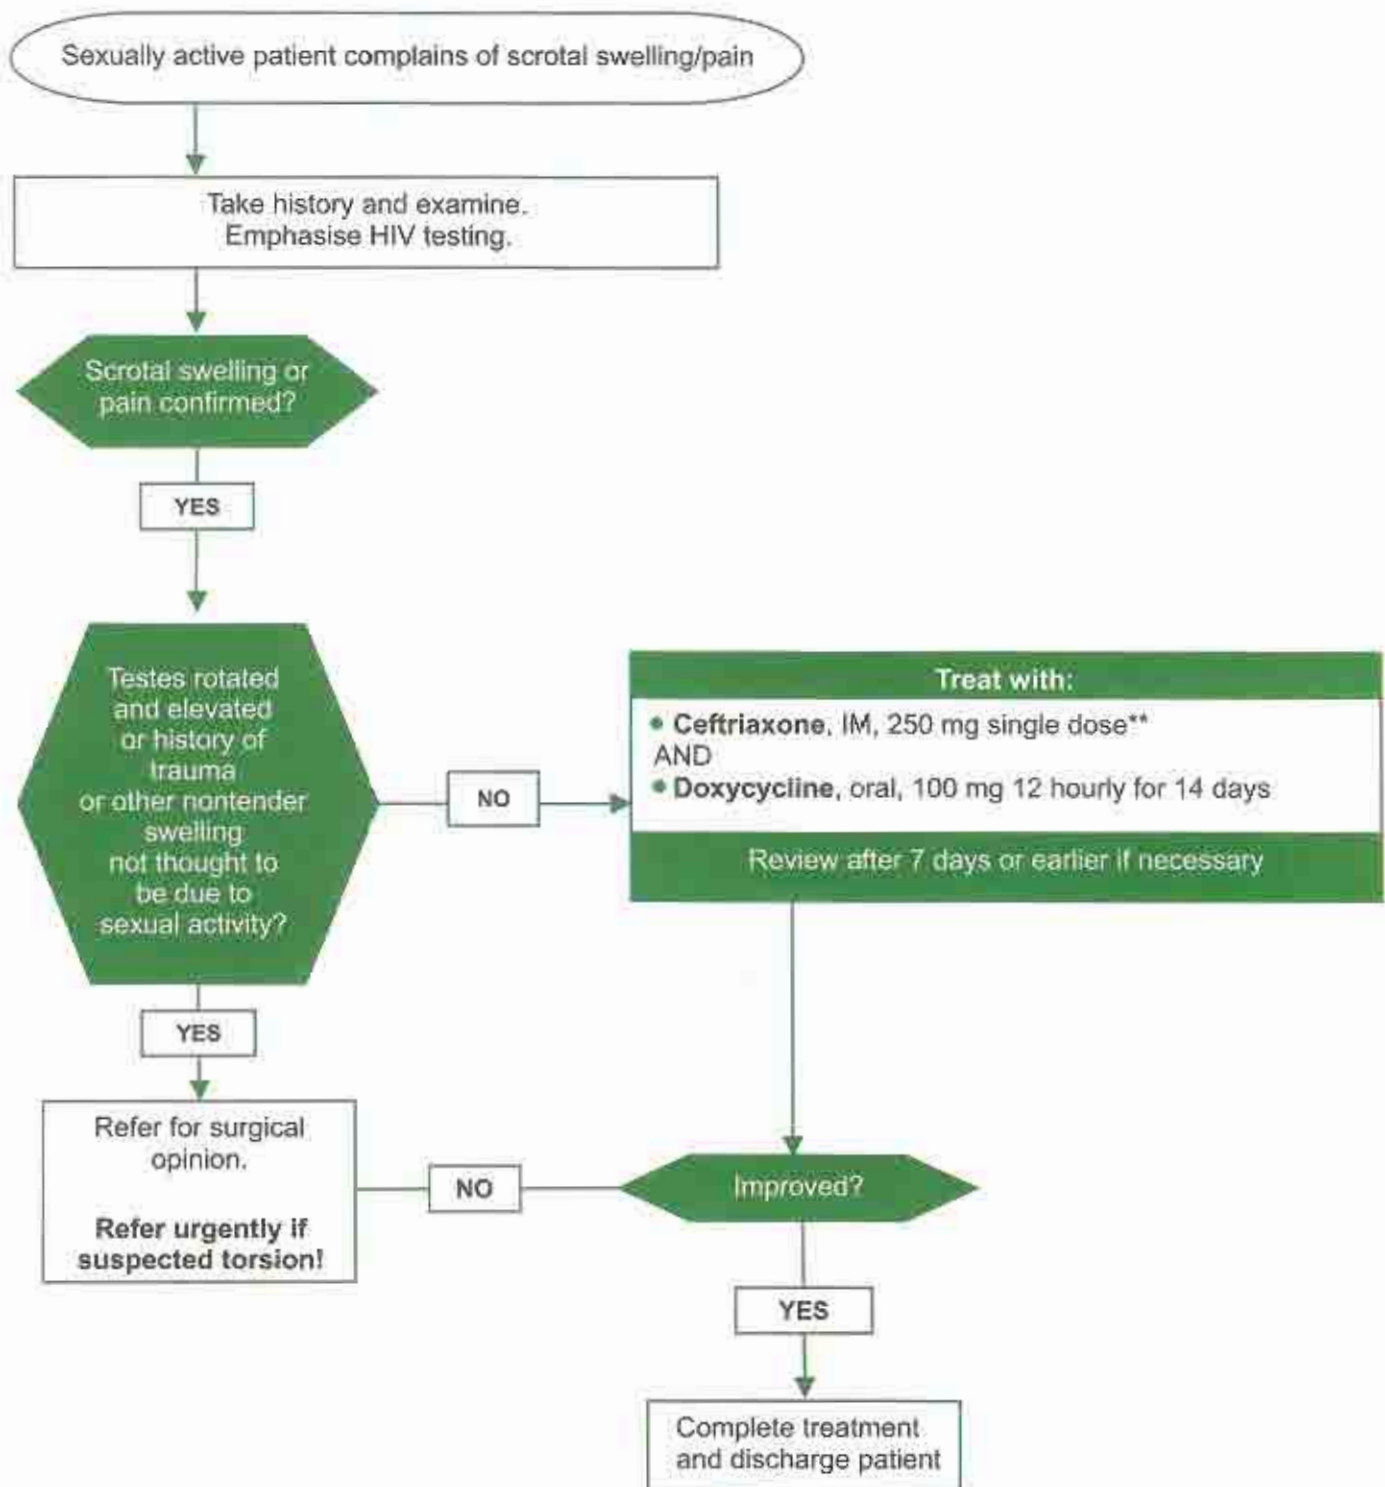 Sexually active patient complains of scrotal swelling/pain
Take history and examine.
Emphasise HIV testing.
Scrotal swelling or
pain confirmed?
YES
Testes rotated
and elevated
or history of
trauma
or other nontender
swelling
not thought to
be due to
sexual activity?
NO
Treat with:
• Ceftriaxone, IM, 250 mg single dose**
AND
• Doxycycline, oral, 100 mg 12 hourly for 14 days
Review after 7 days or earlier if necessary
YES
Refer for surgical
opinion.
Refer urgently if
suspected torsion!
NO
Improved?
YES
Complete treatment
and discharge patient